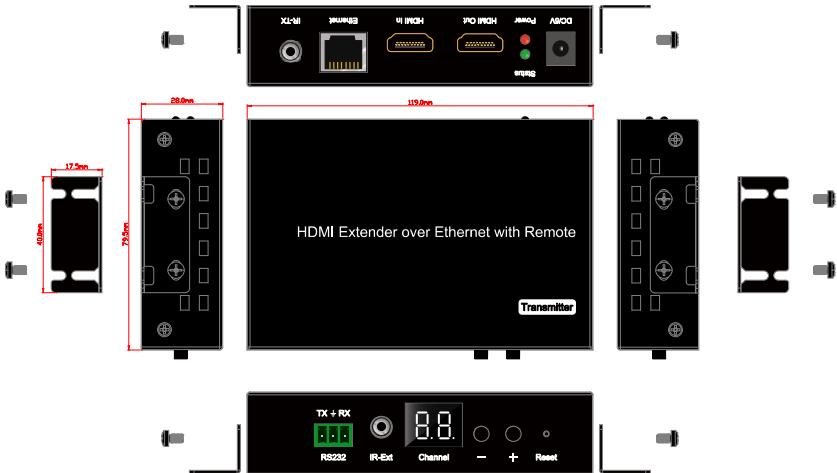 IR-TX Ethernet HDMI In HDMI Out Power DC/5V
Status
28.0mm
119.0mm
17.5mm
40.0mm
79.5mm
HDMI Extender over Ethernet with Remote
Transmitter
TX ⏚ RX
88
RS232 IR-Ext Channel − + Reset